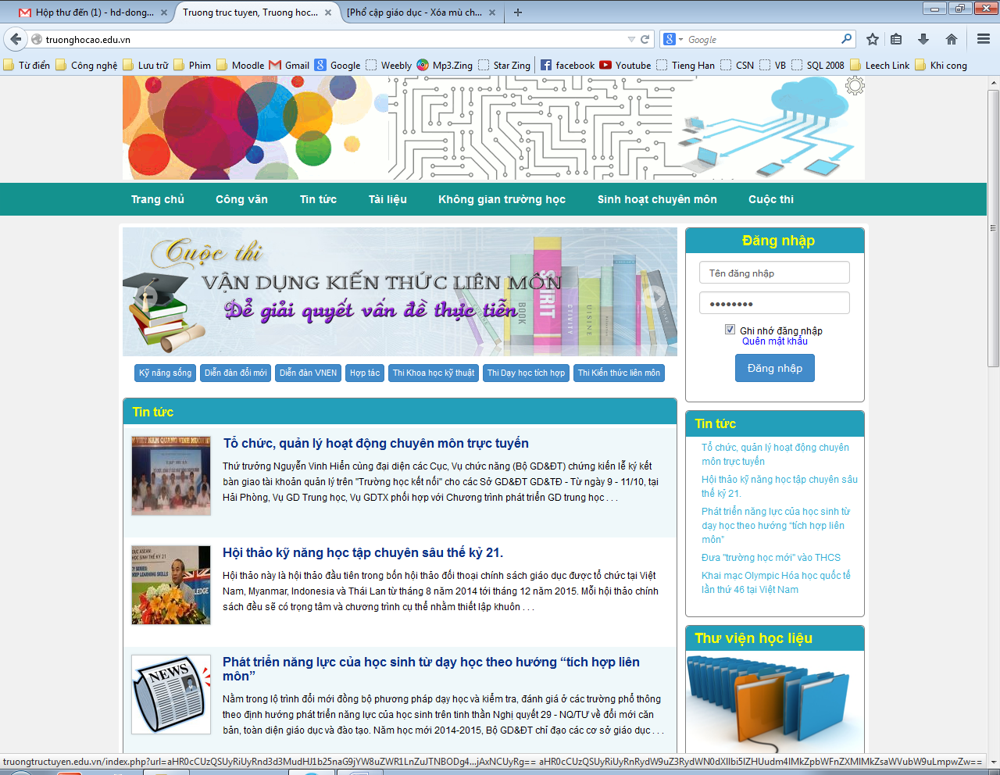 Hộp thư đến (1) - hd-dong...
Truong truc tuyen, Truong hoc...
[Phổ cập giáo dục - Xóa mù ch...
truonghocao.edu.vn
Google
Từ điển Công nghệ Lưu trữ Phim Moodle Gmail Google Weebly Mp3.Zing Star Zing facebook Youtube Tieng Han CSN VB SQL 2008 Leech Link Khi cong
Trang chủ Công văn Tin tức Tài liệu Không gian trường học Sinh hoạt chuyên môn Cuộc thi
Cuộc thi
VẬN DỤNG KIẾN THỨC LIÊN MÔN
Để giải quyết vấn đề thực tiễn
BOOK
SPIRIT
CTIVITY
UISINE
Kỹ năng sống Diễn đàn đổi mới Diễn đàn VNEN Hợp tác Thi Khoa học kỹ thuật Thi Dạy học tích hợp Thi Kiến thức liên môn
Đăng nhập
Tên đăng nhập
••••••••
Ghi nhớ đăng nhập
Quên mật khẩu
Đăng nhập
Tin tức
Tổ chức, quản lý hoạt động chuyên môn trực tuyến
Thứ trưởng Nguyễn Vinh Hiển cùng đại diện các Cục, Vụ chức năng (Bộ GD&ĐT) chứng kiến lễ ký kết
bàn giao tài khoản quản lý trên "Trường học kết nối" cho các Sở GD&ĐT GD&TĐ - Từ ngày 9 - 11/10, tại
Hải Phòng, Vụ GD Trung học, Vụ GDTX phối hợp với Chương trình phát triển GD trung học . . .
Hội thảo kỹ năng học tập chuyên sâu thế kỷ 21.
Hội thảo này là hội thảo đầu tiên trong bốn hội thảo đối thoại chính sách giáo dục được tổ chức tại Việt
Nam, Myanmar, Indonesia và Thái Lan từ tháng 8 năm 2014 tới tháng 12 năm 2015. Mỗi hội thảo chính
sách đều sẽ có trọng tâm và chương trình cụ thể nhằm thiết lập khuôn . . .
NEWS
Phát triển năng lực của học sinh từ dạy học theo hướng “tích hợp liên
môn”
Nằm trong lộ trình đổi mới đồng bộ phương pháp dạy học và kiểm tra, đánh giá ở các trường phổ thông
theo định hướng phát triển năng lực của học sinh trên tinh thần Nghị quyết 29 - NQ/TƯ về đổi mới căn
bản, toàn diện giáo dục và đào tạo. Năm học mới 2014-2015, Bộ GD&ĐT chỉ đạo các cơ sở giáo dục . . .
Tin tức
Tổ chức, quản lý hoạt động chuyên
môn trực tuyến
Hội thảo kỹ năng học tập chuyên sâu
thế kỷ 21.
Phát triển năng lực của học sinh từ
dạy học theo hướng “tích hợp liên
môn”
Đưa "trường học mới" vào THCS
Khai mạc Olympic Hóa học quốc tế
lần thứ 46 tại Việt Nam
Thư viện học liệu